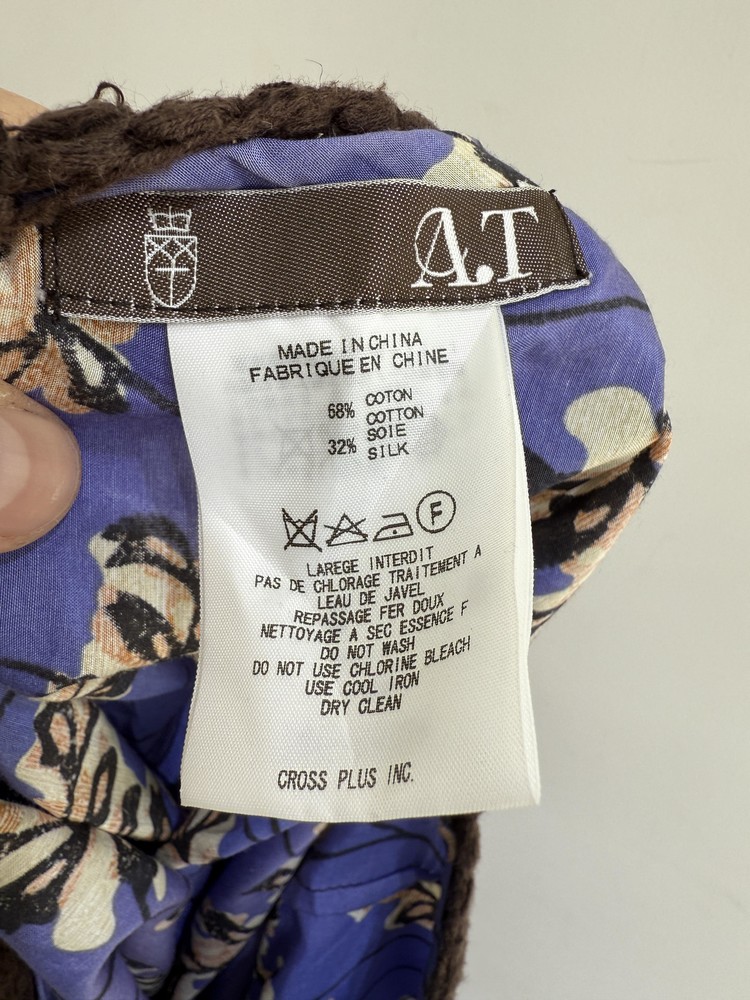 A.T
MADE IN CHINA
FABRIQUE EN CHINE
68% COTON
COTTON
32% SOIE
SILK
F
LAREGE INTERDIT
PAS DE CHLORAGE TRAITEMENT A
LEAU DE JAVEL
REPASSAGE FER DOUX
NETTOYAGE A SEC ESSENCE F
DO NOT WASH
DO NOT USE CHLORINE BLEACH
USE COOL IRON
DRY CLEAN
CROSS PLUS INC.